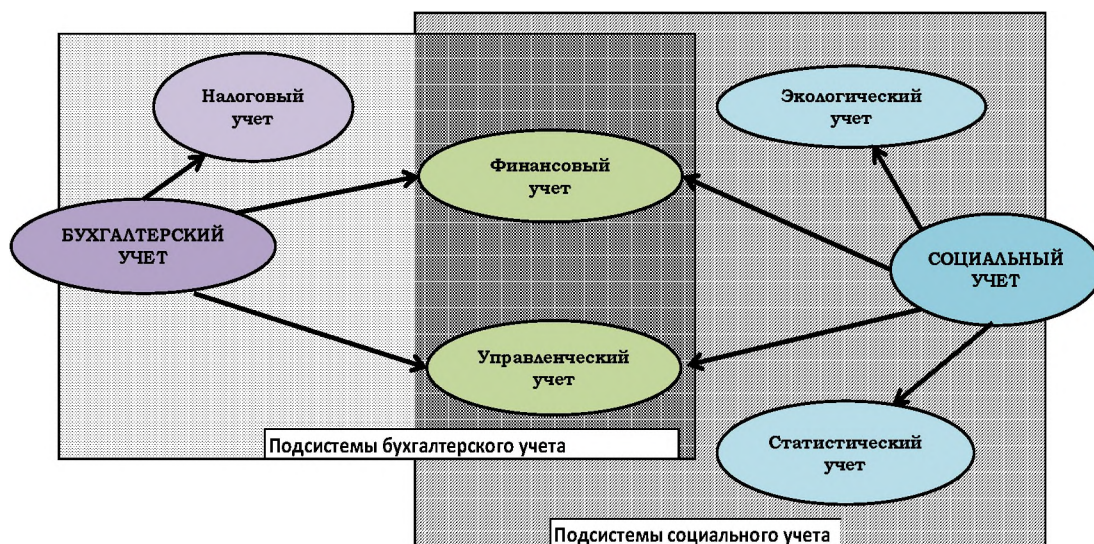 Налоговый
учет
Экологический
учет
Финансовый
учет
БУХГАЛТЕРСКИЙ
УЧЕТ
СОЦИАЛЬНЫЙ
УЧЕТ
Управленческий
учет
Подсистемы бухгалтерского учета
Статистический
учет
Подсистемы социального учета